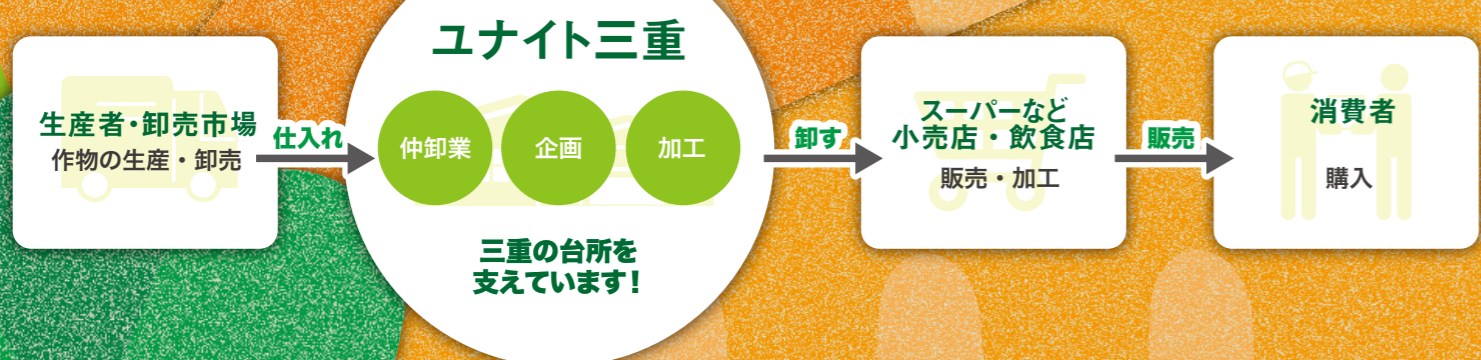 生産者・卸売市場
作物の生産・卸売
仕入れ
ユナイト三重
仲卸業
企画
加工
三重の台所を
支えています！
卸す
スーパーなど
小売店・飲食店
販売・加工
販売
消費者
購入